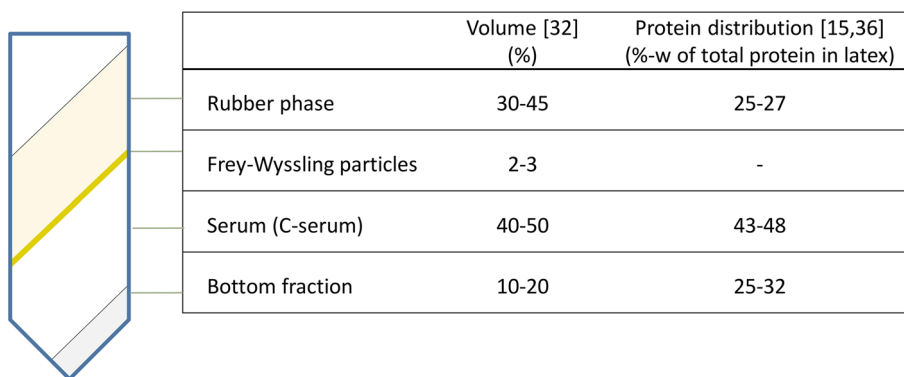 Volume [32] Protein distribution [15,36]
(%) (%-w of total protein in latex)
Rubber phase 30-45 25-27
Frey-Wyssling particles 2-3 -
Serum (C-serum) 40-50 43-48
Bottom fraction 10-20 25-32